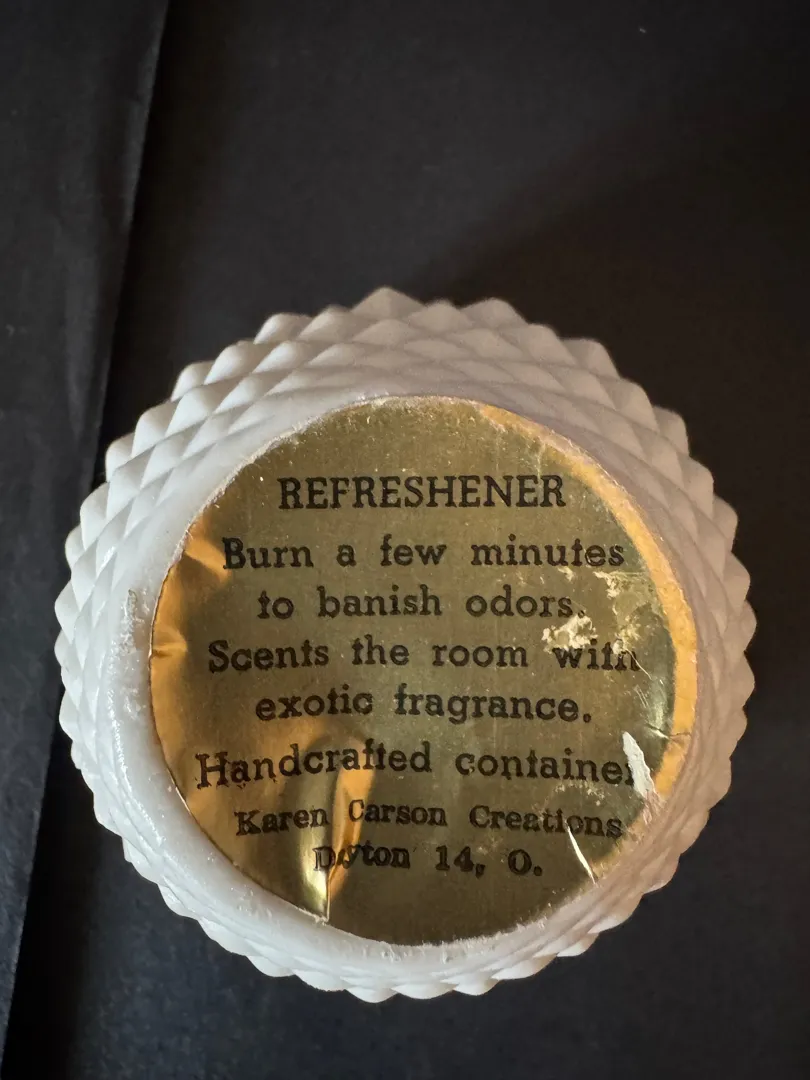 REFRESHENER
Burn a few minutes
to banish odors.
Scents the room with
exotic fragrance.
Handcrafted container
Karen Carson Creations
Dayton 14, O.